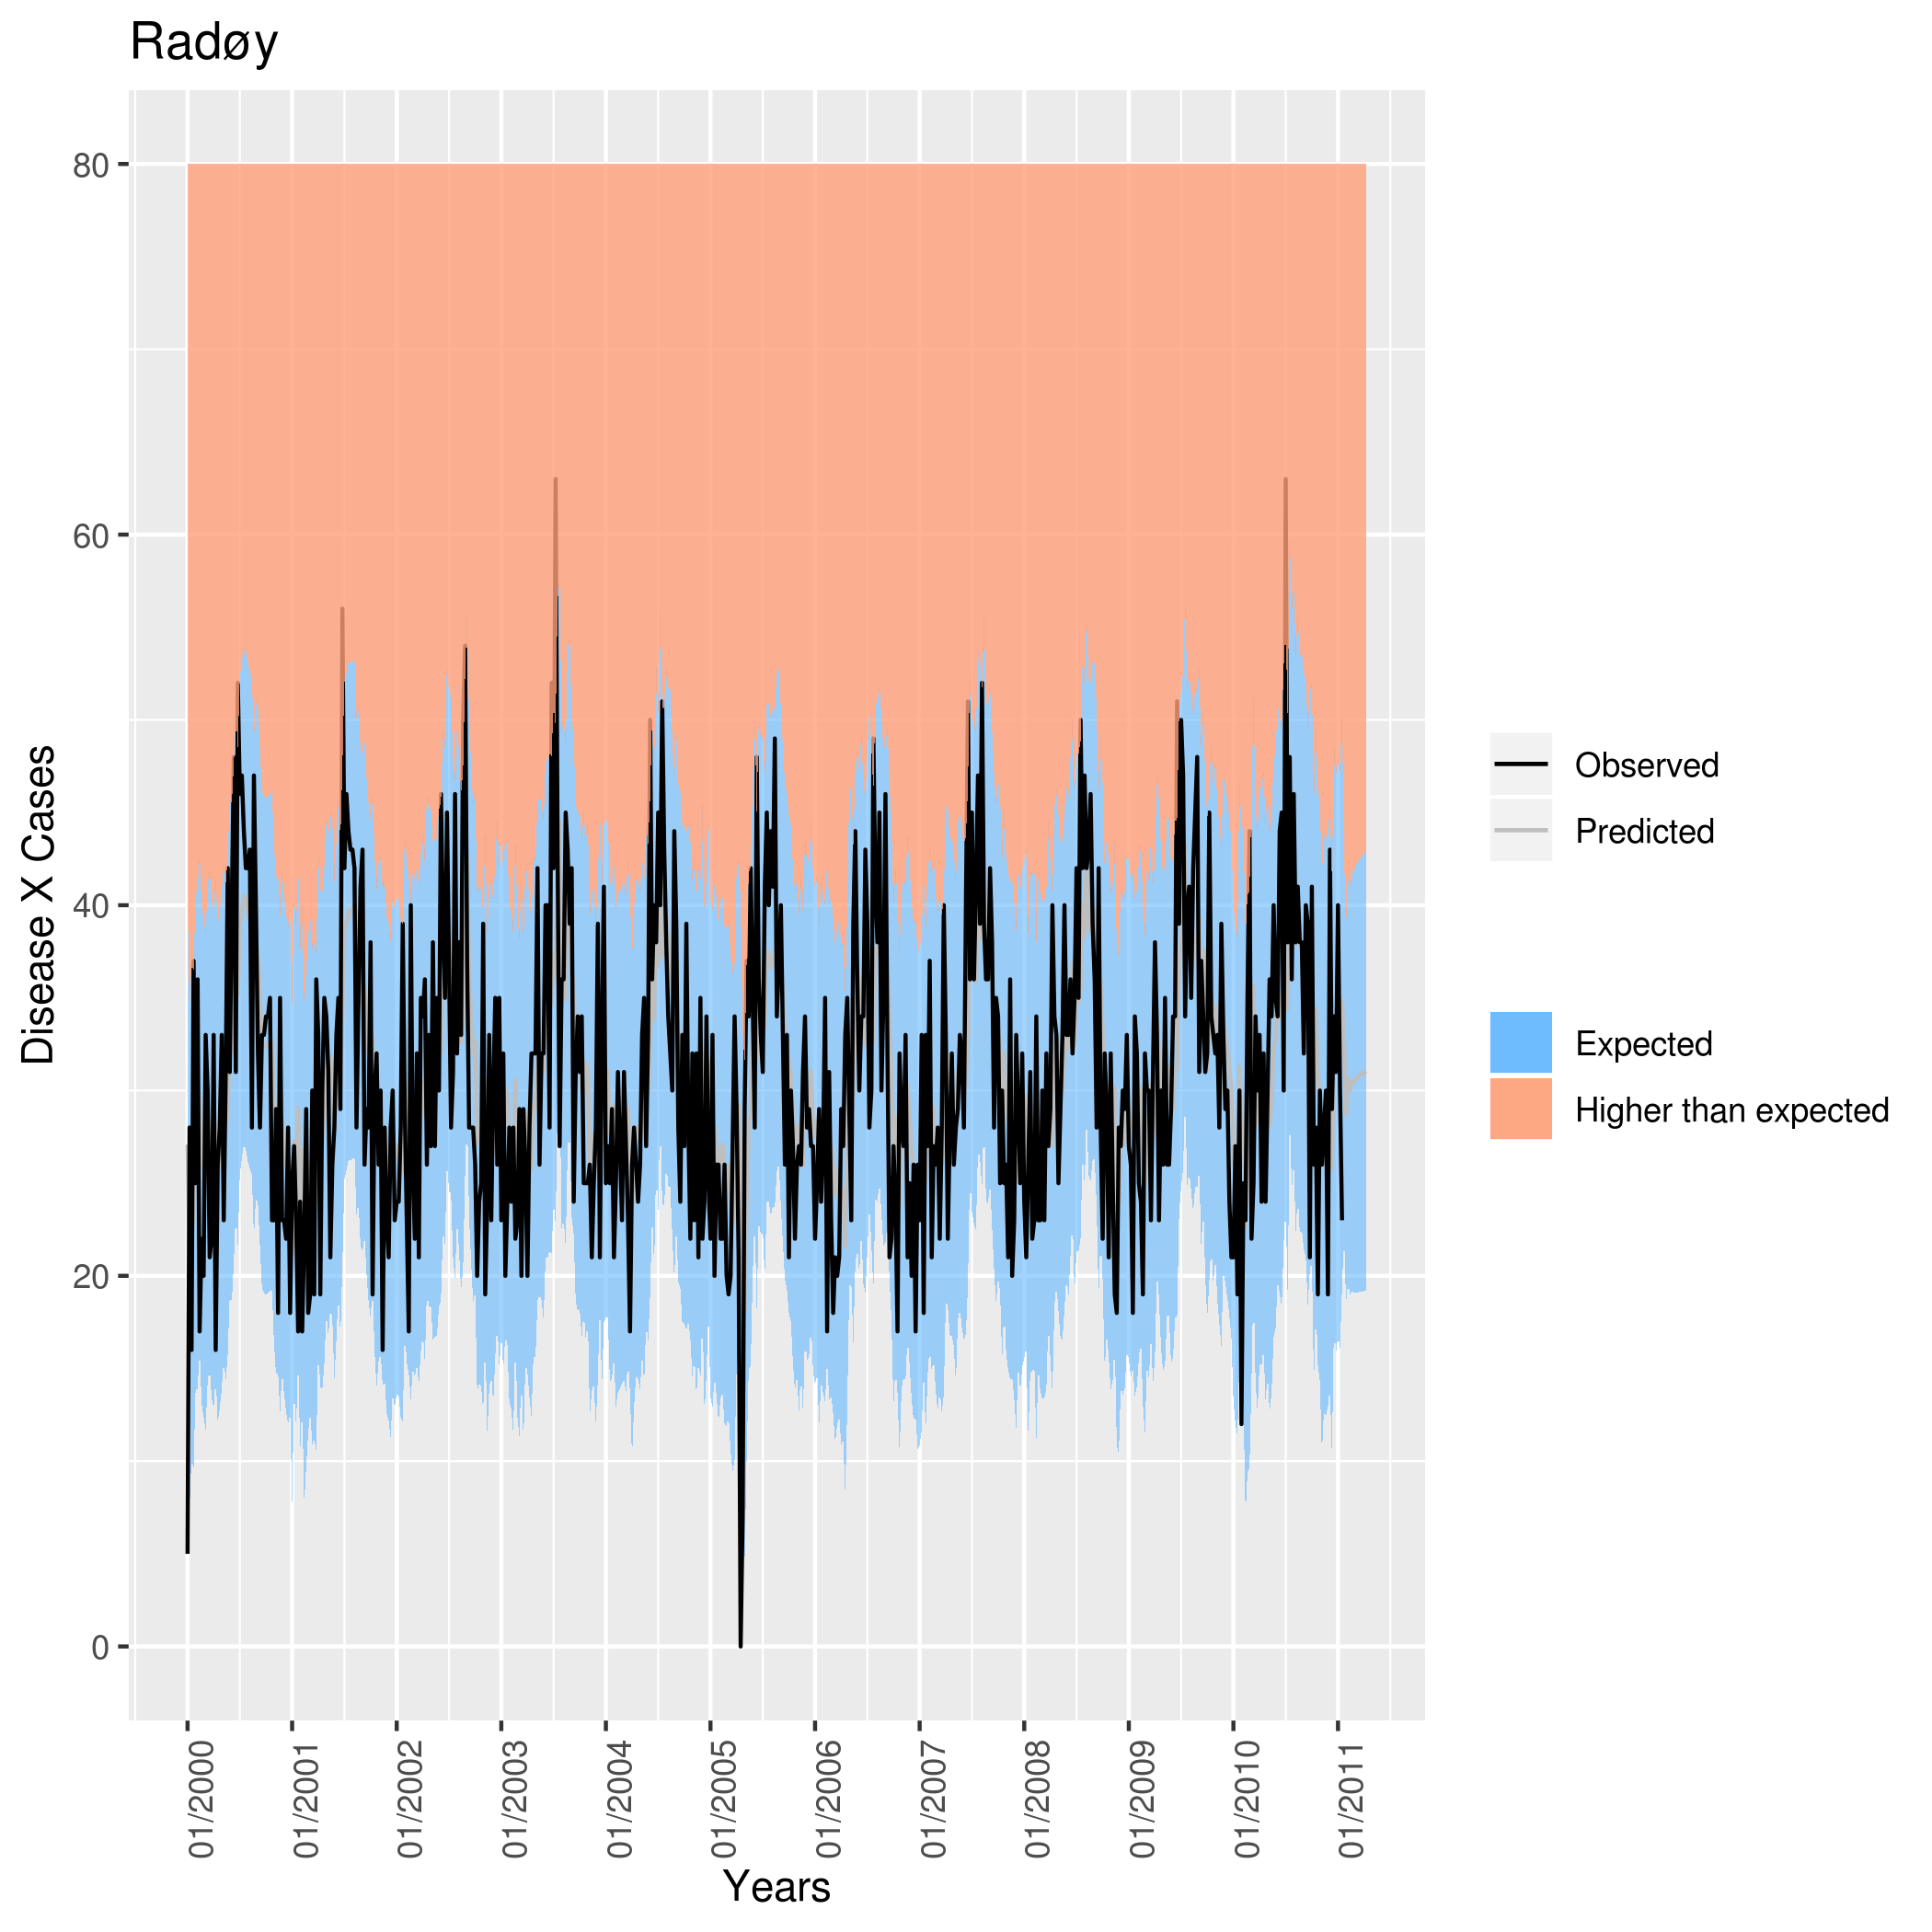 Radøy
80
60
40
20
0
Disease X Cases
01/2000
01/2001
01/2002
01/2003
01/2004
01/2005
01/2006
01/2007
01/2008
01/2009
01/2010
01/2011
Years
Observed
Predicted
Expected
Higher than expected